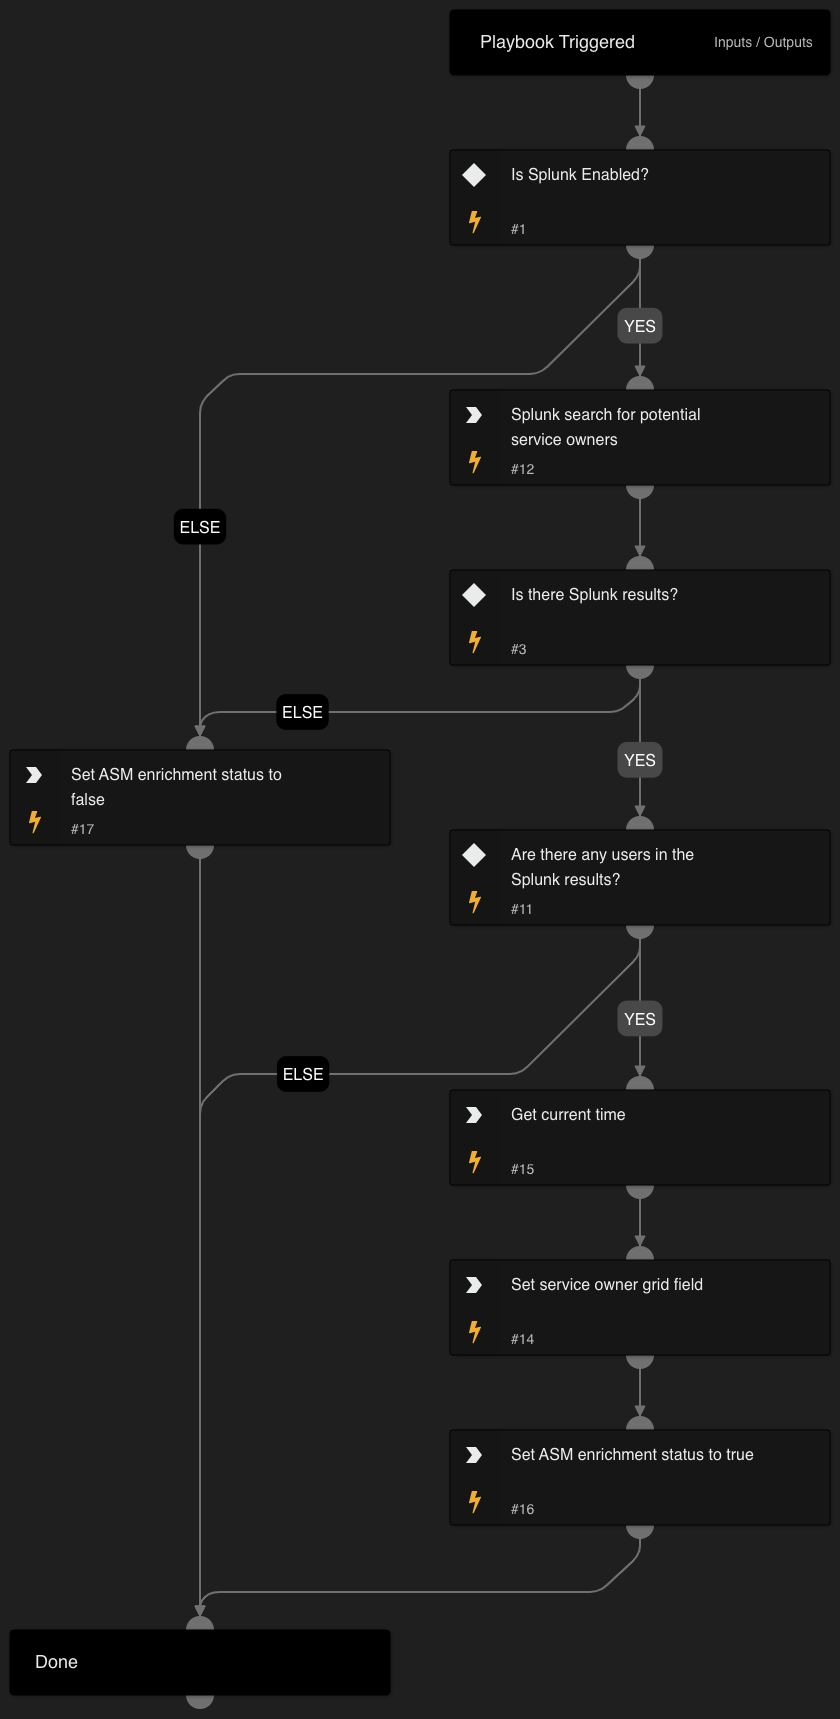 Playbook Triggered
Inputs / Outputs
Is Splunk Enabled?
#1
YES
Splunk search for potential
service owners
#12
ELSE
Is there Splunk results?
#3
ELSE
YES
Set ASM enrichment status to
false
#17
Are there any users in the
Splunk results?
#11
YES
ELSE
Get current time
#15
Set service owner grid field
#14
Set ASM enrichment status to true
#16
Done